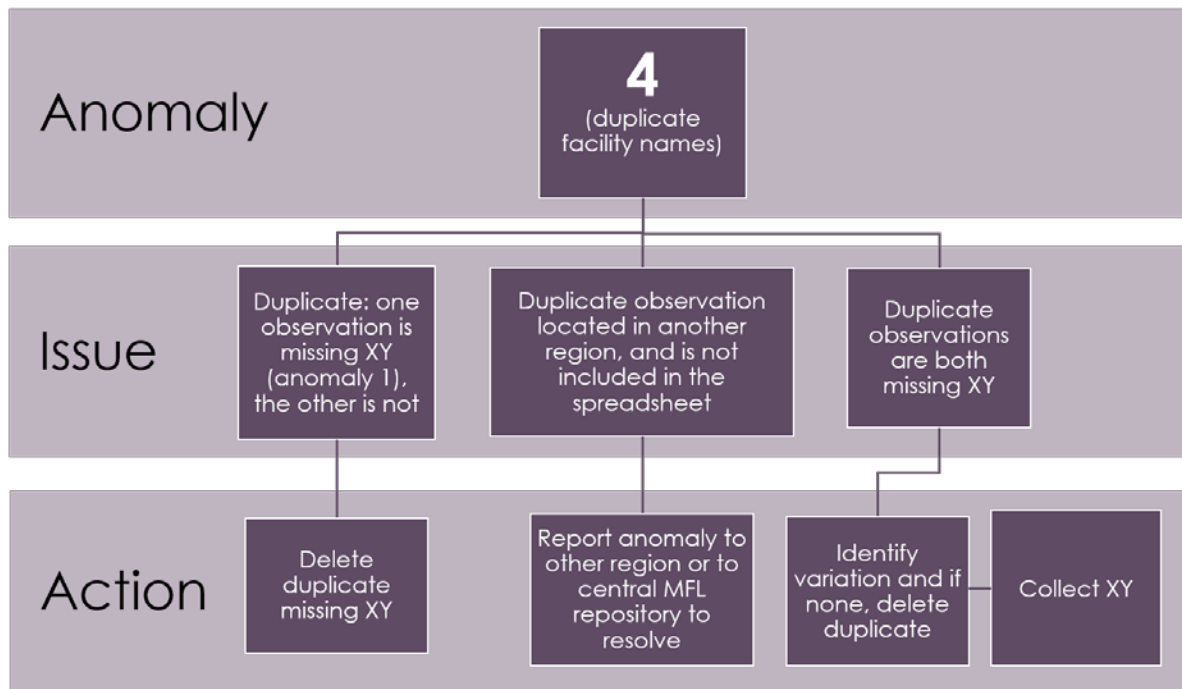 Anomaly
4
(duplicate
facility names)
Issue
Duplicate: one
observation is
missing XY
(anomaly 1),
the other is not
Duplicate observation
located in another
region, and is not
included in the
spreadsheet
Duplicate
observations
are both
missing XY
Action
Delete
duplicate
missing XY
Report anomaly to
other region or to
central MFL
repository to
resolve
Identify
variation and if
none, delete
duplicate
Collect XY